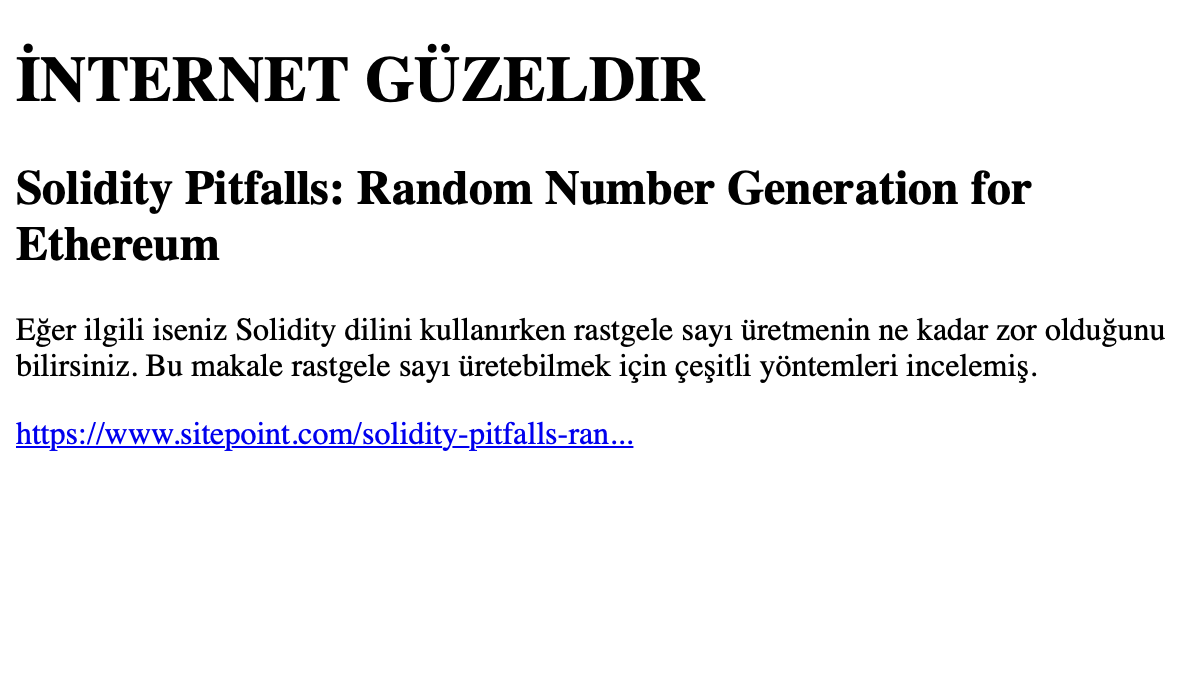 İNTERNET GÜZELDIR
Solidity Pitfalls: Random Number Generation for
Ethereum
Eğer ilgili iseniz Solidity dilini kullanırken rastgele sayı üretmenin ne kadar zor olduğunu
bilirsiniz. Bu makale rastgele sayı üretebilmek için çeşitli yöntemleri incelemiş.
https://www.sitepoint.com/solidity-pitfalls-ran...